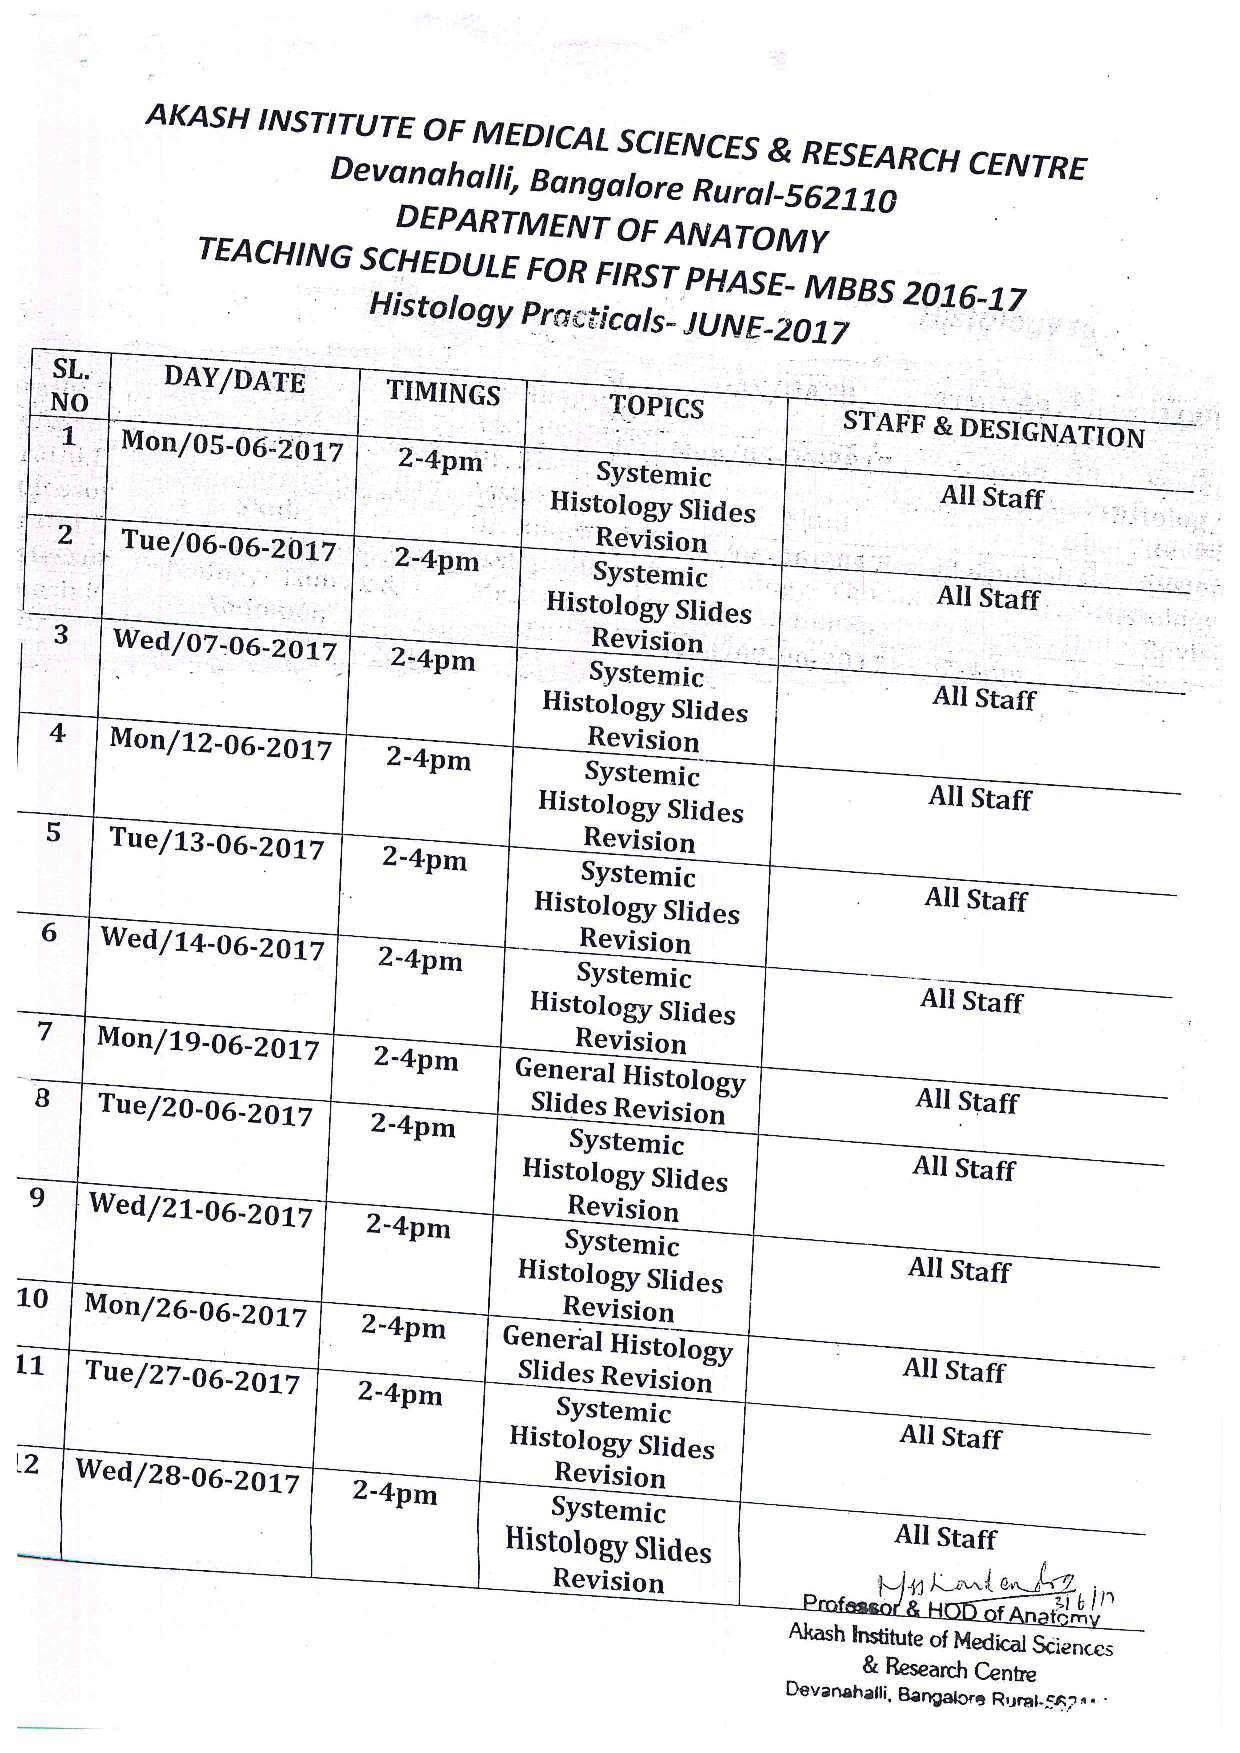 AKASH INSTITUTE OF MEDICAL SCIENCES & RESEARCH CENTRE
Devanahalli, Bangalore Rural-562110
DEPARTMENT OF ANATOMY
TEACHING SCHEDULE FOR FIRST PHASE- MBBS 2016-17
Histology Practicals- JUNE-2017
SL. NO DAY/DATE TIMINGS TOPICS STAFF & DESIGNATION
1 Mon/05-06-2017 2-4pm Systemic All Staff
Histology Slides
Revision
2 Tue/06-06-2017 2-4pm Systemic All Staff
Histology Slides
Revision
3 Wed/07-06-2017 2-4pm Systemic All Staff
Histology Slides
Revision
4 Mon/12-06-2017 2-4pm Systemic All Staff
Histology Slides
Revision
5 Tue/13-06-2017 2-4pm Systemic All Staff
Histology Slides
Revision
6 Wed/14-06-2017 2-4pm Systemic All Staff
Histology Slides
Revision
7 Mon/19-06-2017 2-4pm General Histology All Staff
Slides Revision
8 Tue/20-06-2017 2-4pm Systemic All Staff
Histology Slides
Revision
9 Wed/21-06-2017 2-4pm Systemic All Staff
Histology Slides
Revision
10 Mon/26-06-2017 2-4pm General Histology All Staff
Slides Revision
11 Tue/27-06-2017 2-4pm Systemic All Staff
Histology Slides
Revision
12 Wed/28-06-2017 2-4pm Systemic All Staff
Histology Slides
Revision
3/6/17
Professor & HOD of Anatomy
Akash Institute of Medical Sciences
& Research Centre
Devanahalli, Bangalore Rural-